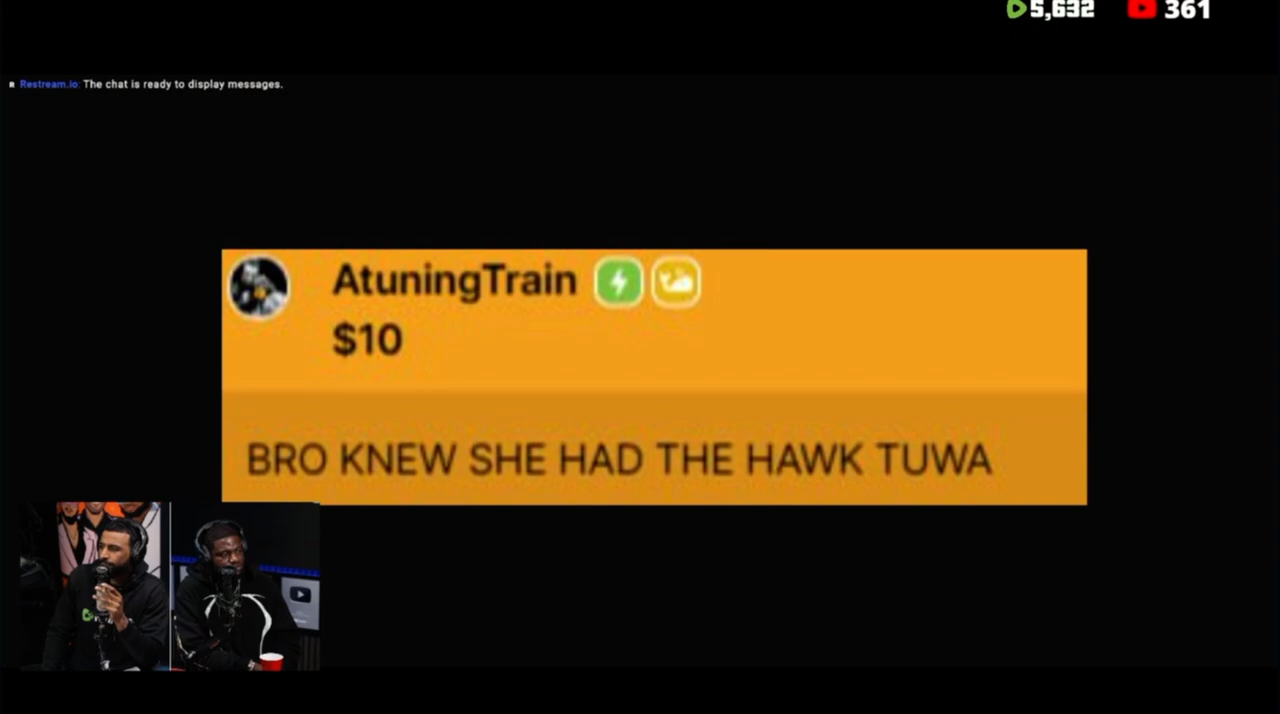 5,632 361
Restream.io: The chat is ready to display messages.
AtuningTrain
$10
BRO KNEW SHE HAD THE HAWK TUWA